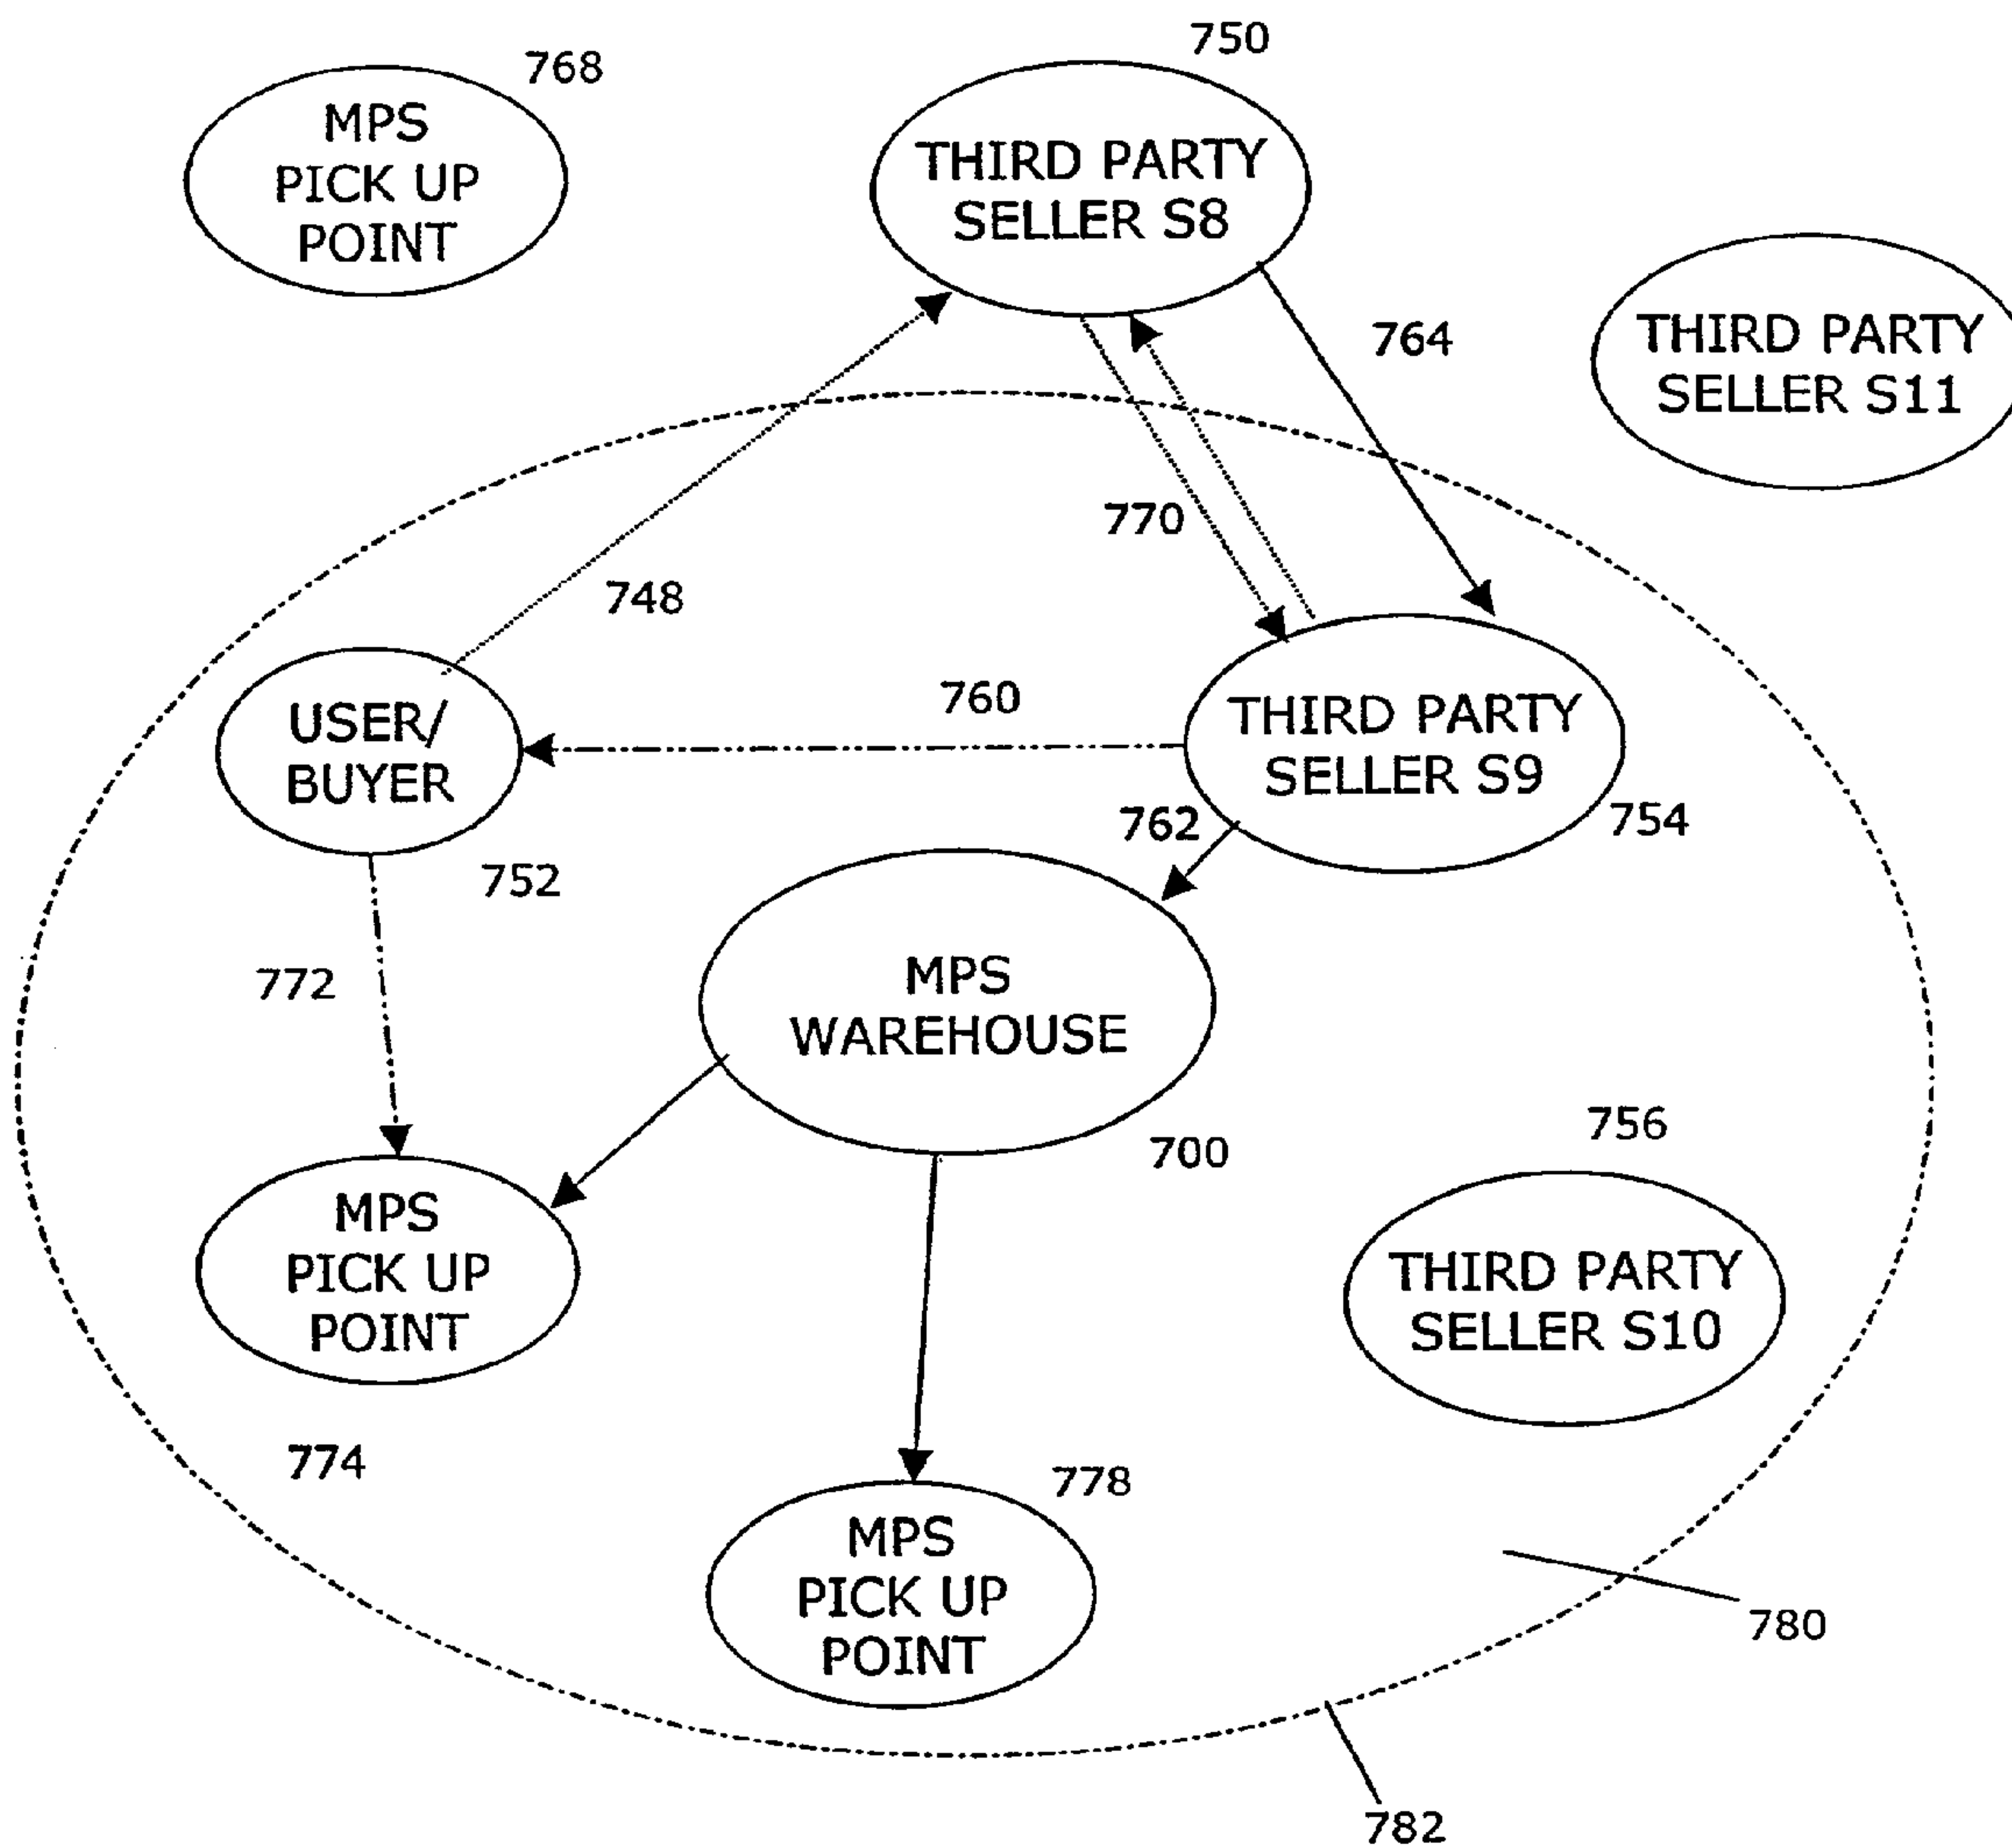 750
768
MPS
PICK UP
POINT
THIRD PARTY
SELLER S8
764
THIRD PARTY
SELLER S11
770
748
USER/
BUYER
760
THIRD PARTY
SELLER S9
762
754
752
772
MPS
WAREHOUSE
756
700
MPS
PICK UP
POINT
THIRD PARTY
SELLER S10
774
778
MPS
PICK UP
POINT
780
782